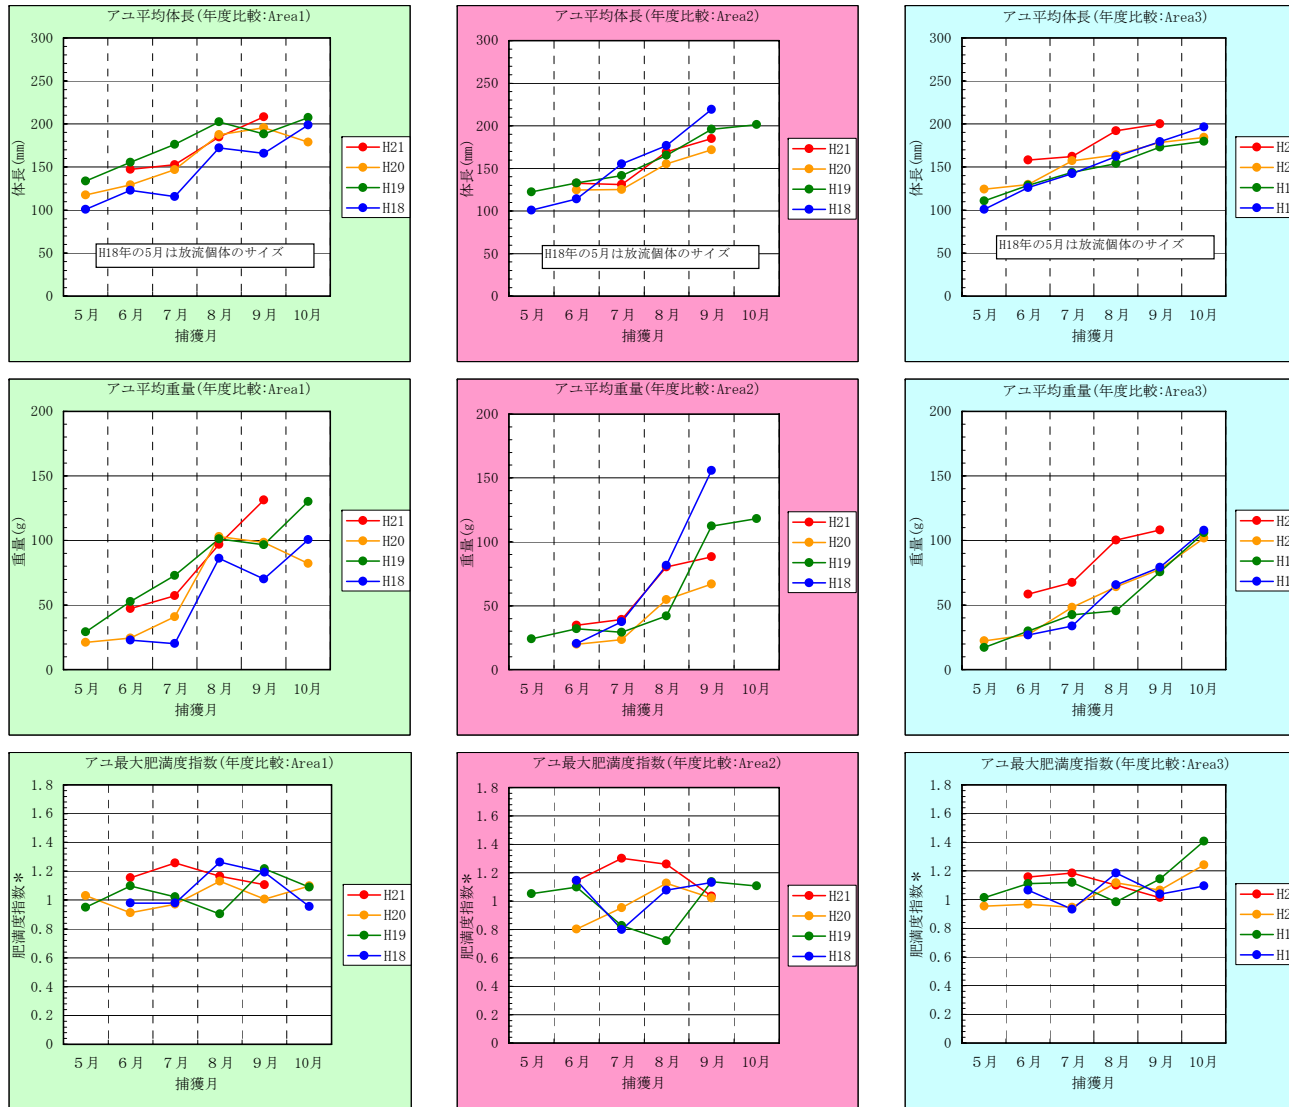 アユ平均体長(年度比較:Area1)
300
250
200
150
100
50
0
体長(mm)
H21
H20
H19
H18
H18年の5月は放流個体のサイズ
5月 6月 7月 8月 9月 10月
捕獲月
アユ平均体長(年度比較:Area2)
300
250
200
150
100
50
0
体長(mm)
H21
H20
H19
H18
H18年の5月は放流個体のサイズ
5月 6月 7月 8月 9月 10月
捕獲月
アユ平均体長(年度比較:Area3)
300
250
200
150
100
50
0
体長(mm)
H2
H2
H1
H1
H18年の5月は放流個体のサイズ
5月 6月 7月 8月 9月 10月
捕獲月
アユ平均重量(年度比較:Area1)
200
150
100
50
0
重量(g)
H21
H20
H19
H18
5月 6月 7月 8月 9月 10月
捕獲月
アユ平均重量(年度比較:Area2)
200
150
100
50
0
重量(g)
H21
H20
H19
H18
5月 6月 7月 8月 9月 10月
捕獲月
アユ平均重量(年度比較:Area3)
200
150
100
50
0
重量(g)
H2
H2
H1
H1
5月 6月 7月 8月 9月 10月
捕獲月
アユ最大肥満度指数(年度比較:Area1)
1.8
1.6
1.4
1.2
1
0.8
0.6
0.4
0.2
0
肥満度指数*
H21
H20
H19
H18
5月 6月 7月 8月 9月 10月
捕獲月
アユ最大肥満度指数(年度比較:Area2)
1.8
1.6
1.4
1.2
1
0.8
0.6
0.4
0.2
0
肥満度指数*
H21
H20
H19
H18
5月 6月 7月 8月 9月 10月
捕獲月
アユ最大肥満度指数(年度比較:Area3)
1.8
1.6
1.4
1.2
1
0.8
0.6
0.4
0.2
0
肥満度指数*
H2
H2
H1
H1
5月 6月 7月 8月 9月 10月
捕獲月